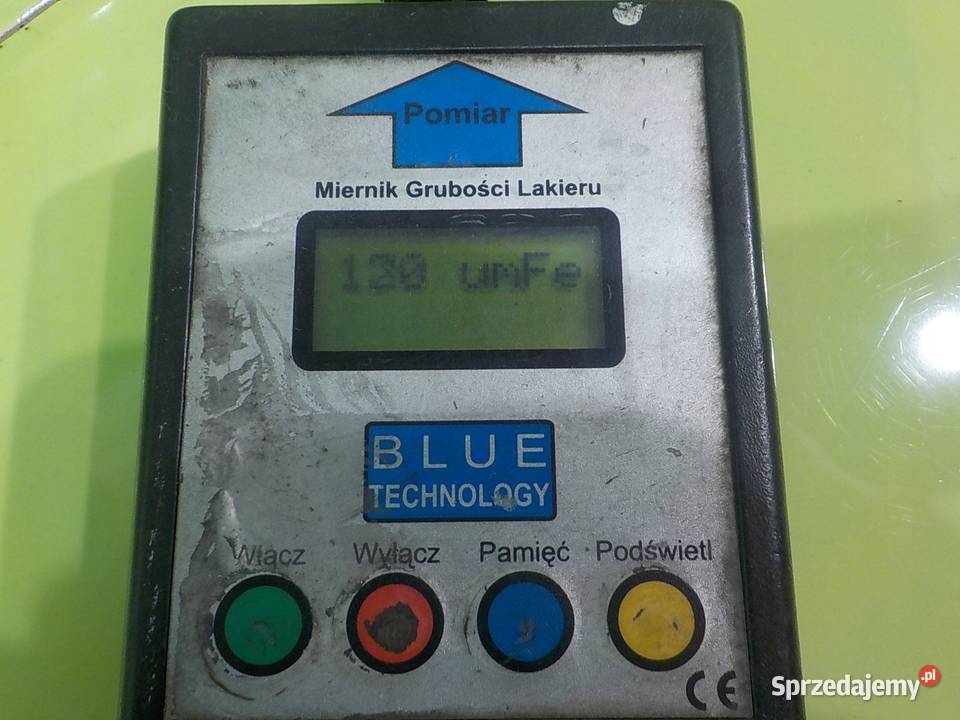 Pomiar
Miernik Grubości Lakieru
120 umFe
BLUE
TECHNOLOGY
Włącz Wyłącz Pamięć Podświetl
CE
Sprzedajemy.pl